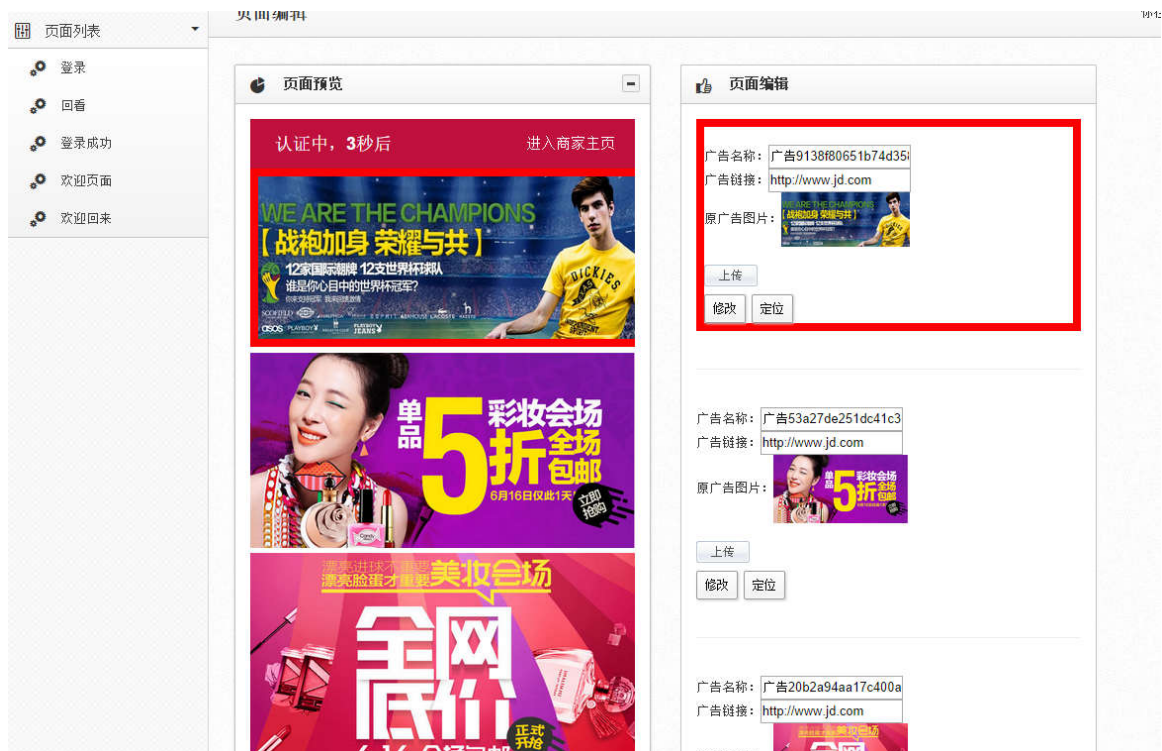 页面编辑
页面列表
登录
回看
登录成功
欢迎页面
欢迎回来
页面预览
认证中，3秒后
进入商家主页
WE ARE THE CHAMPIONS
【战袍加身 荣耀与共】
12家国际潮牌 12支世界杯球队
谁是你心目中的世界杯冠军?
DICKIES
asos PLAYBOY
单品5折
彩妆会场
全场包邮
6月16日仅此1天
立即抢购
漂亮脸蛋才重要
美妆会场
全网底价
正式开抢
页面编辑
广告名称：广告9138f80651b74d358
广告链接：http://www.jd.com
原广告图片：
上传
修改 定位
广告名称：广告53a27de251dc41c3
广告链接：http://www.jd.com
原广告图片：
上传
修改 定位
广告名称：广告20b2a94aa17c400a
广告链接：http://www.jd.com